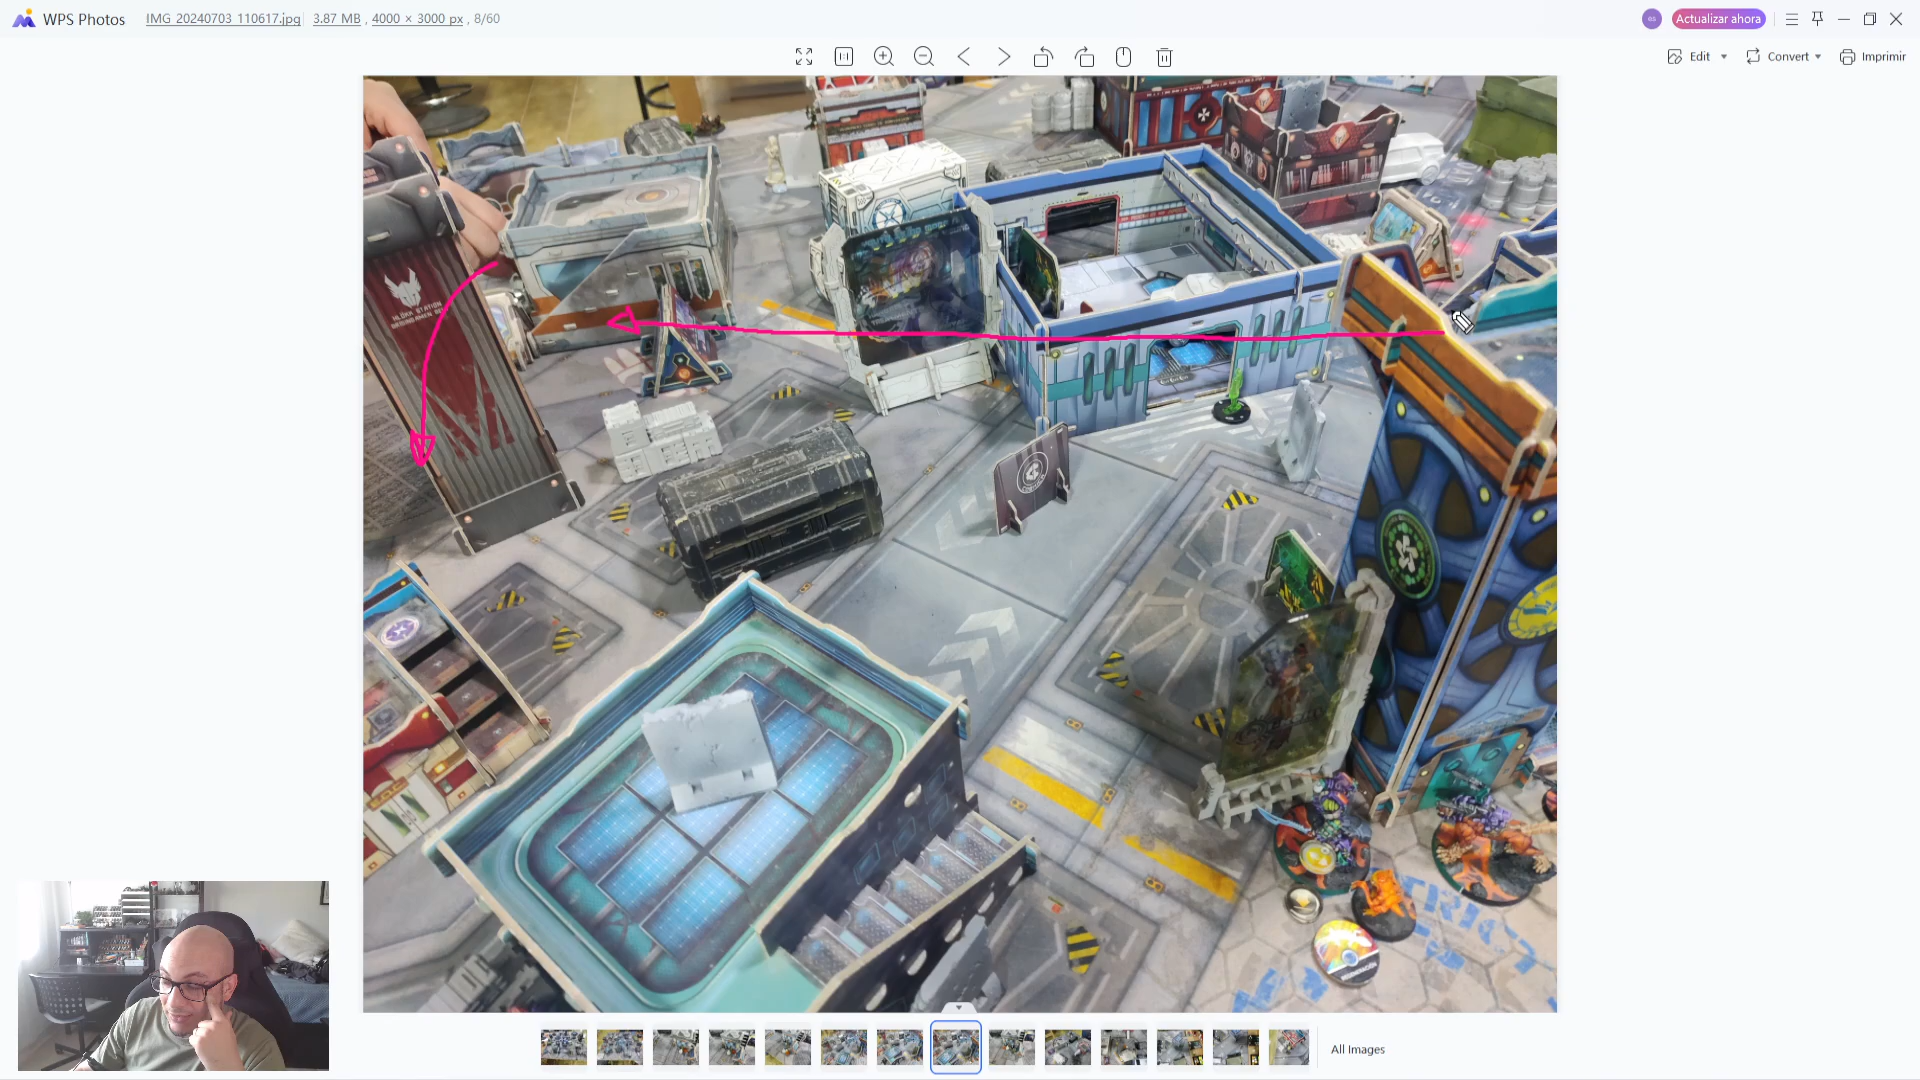 WPS Photos
IMG_20240703_110617.jpg
3.87 MB , 4000 × 3000 px , 8/60
Actualizar ahora
Edit
Convert
Imprimir
All Images